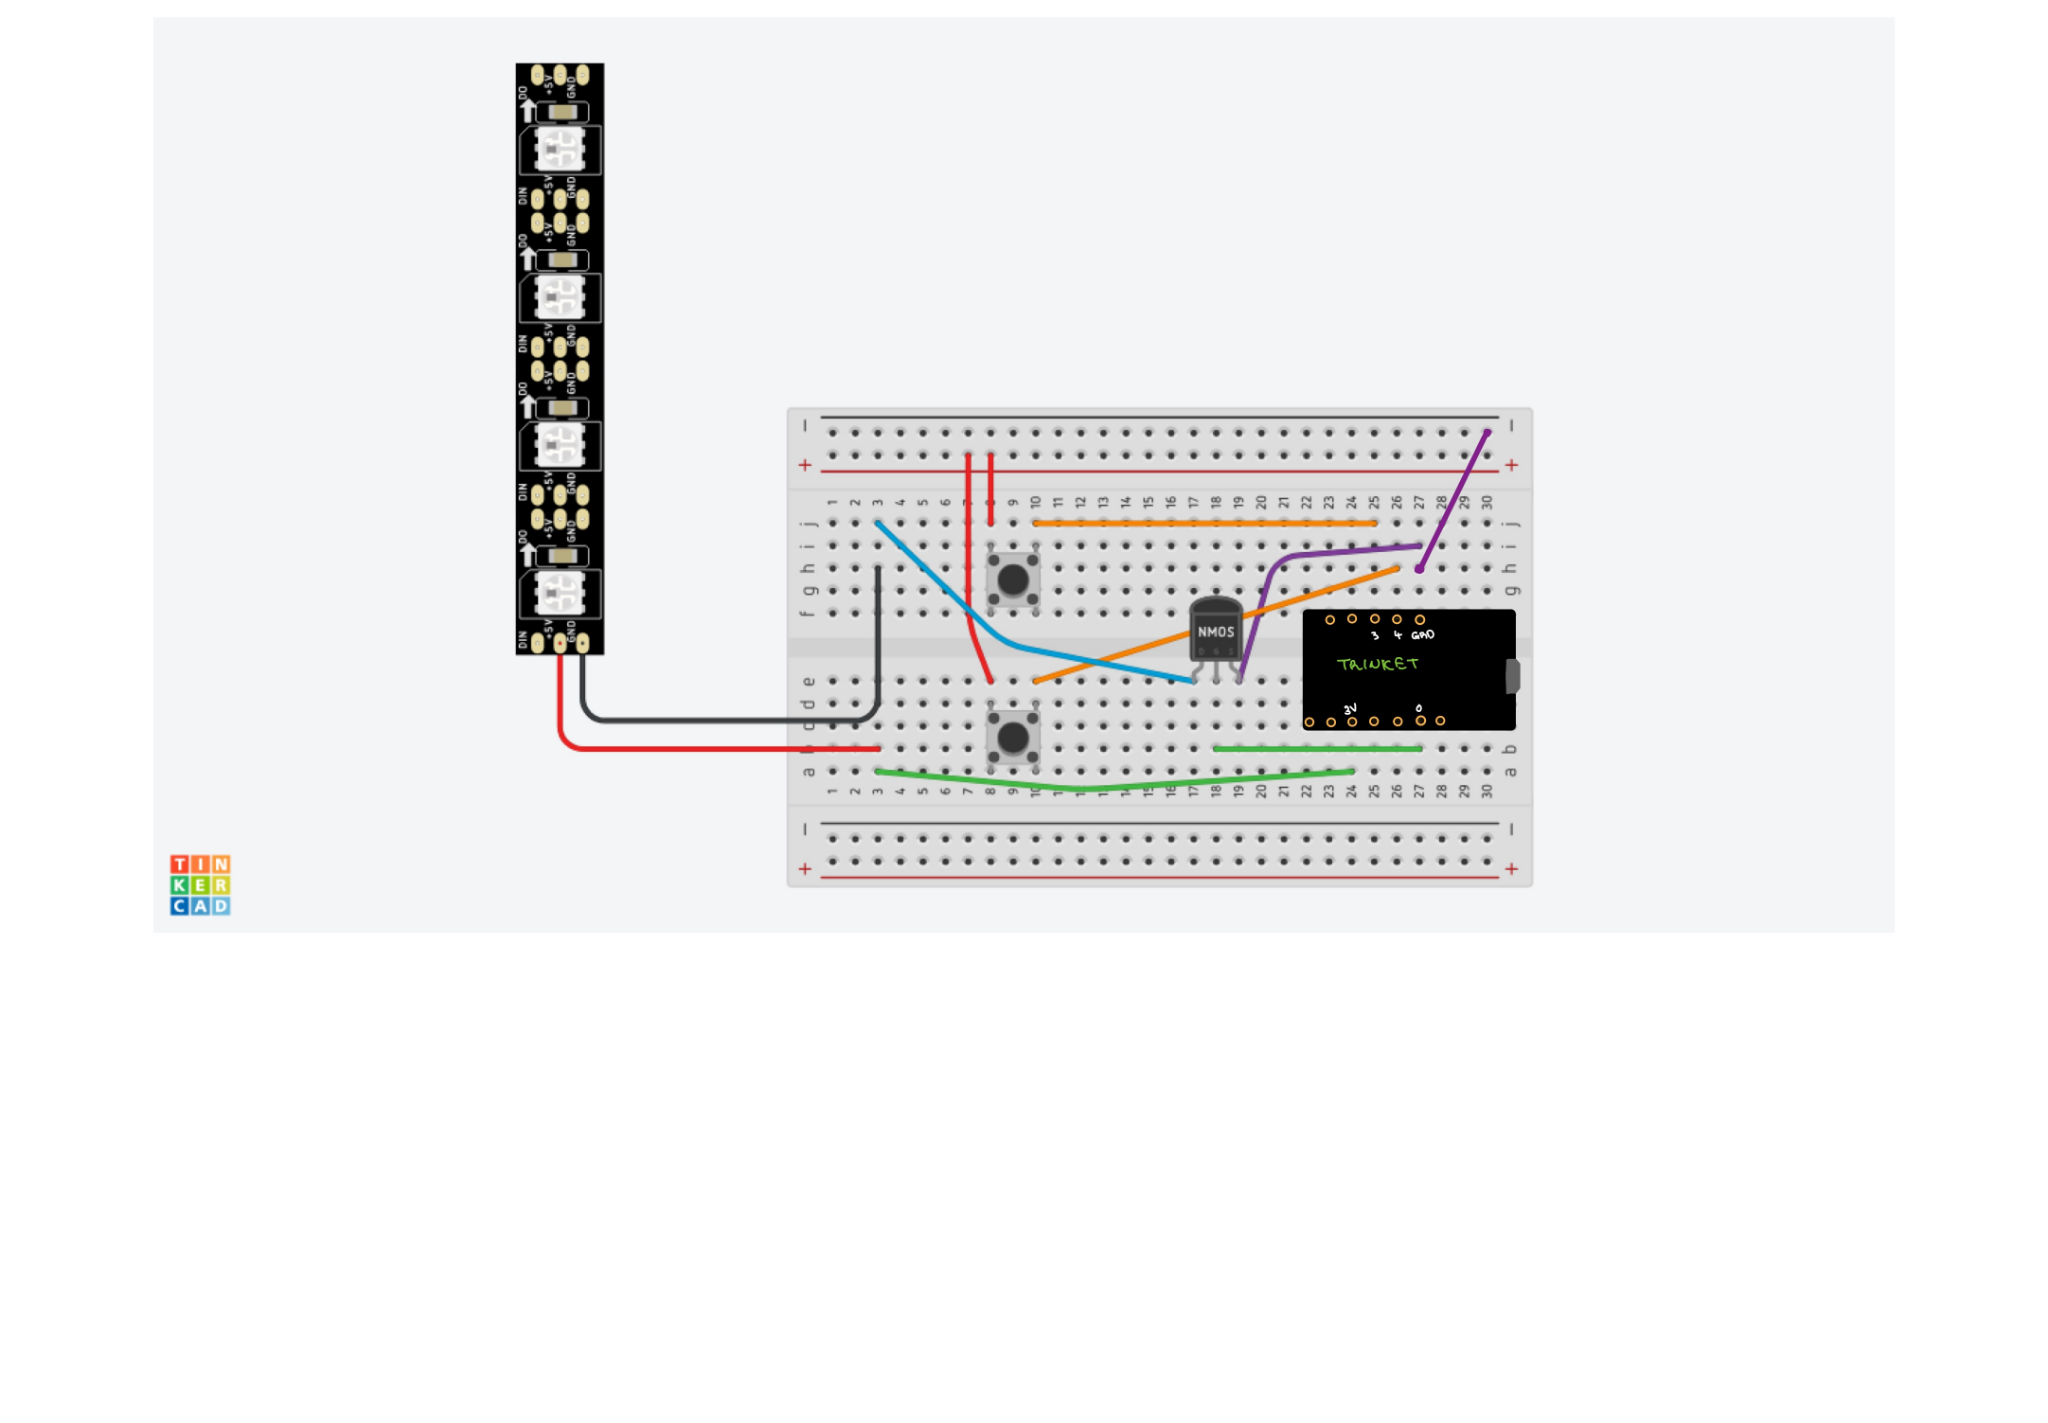 DO +5V GND
DIN +5V GND
DO +5V GND
DIN +5V GND
DO +5V GND
DIN +5V GND
DO +5V GND
DIN +5V GND
− −
+ +
1 2 3 4 5 6 7 8 9 10 11 12 13 14 15 16 17 18 19 20 21 22 23 24 25 26 27 28 29 30
j j
i i
h h
g g
f
NMOS
D G S
3 4 GND
TRINKET
3V 0
e
d
c
b b
a a
1 2 3 4 5 6 7 8 9 10 11 12 13 14 15 16 17 18 19 20 21 22 23 24 25 26 27 28 29 30
− −
+ +
TIN
KER
CAD